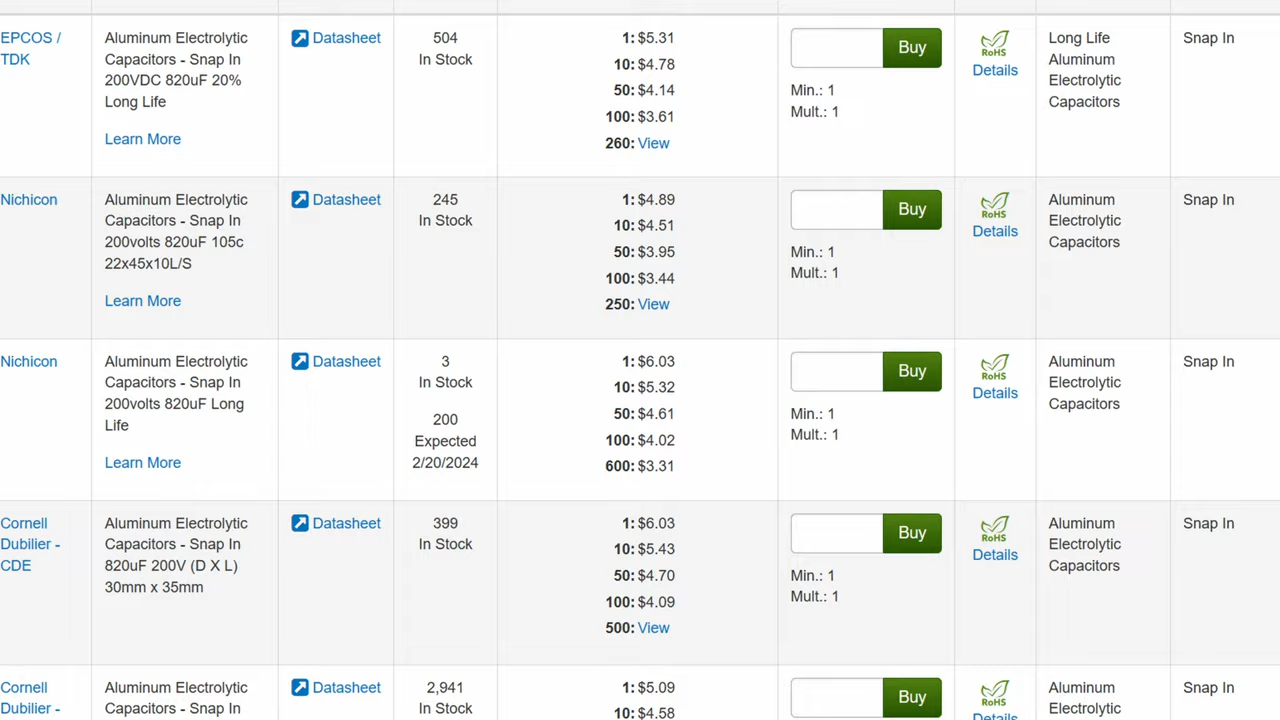 EPCOS /
TDK
Aluminum Electrolytic
Capacitors - Snap In
200VDC 820uF 20%
Long Life
Learn More
Datasheet
504
In Stock
1: $5.31
10: $4.78
50: $4.14
100: $3.61
260: View
Buy
Min.: 1
Mult.: 1
RoHS
Details
Long Life
Aluminum
Electrolytic
Capacitors
Snap In
Nichicon
Aluminum Electrolytic
Capacitors - Snap In
200volts 820uF 105c
22x45x10L/S
Learn More
Datasheet
245
In Stock
1: $4.89
10: $4.51
50: $3.95
100: $3.44
250: View
Buy
Min.: 1
Mult.: 1
RoHS
Details
Aluminum
Electrolytic
Capacitors
Snap In
Nichicon
Aluminum Electrolytic
Capacitors - Snap In
200volts 820uF Long
Life
Learn More
Datasheet
3
In Stock
200
Expected
2/20/2024
1: $6.03
10: $5.32
50: $4.61
100: $4.02
600: $3.31
Buy
Min.: 1
Mult.: 1
RoHS
Details
Aluminum
Electrolytic
Capacitors
Snap In
Cornell
Dubilier -
CDE
Aluminum Electrolytic
Capacitors - Snap In
820uF 200V (D X L)
30mm x 35mm
Datasheet
399
In Stock
1: $6.03
10: $5.43
50: $4.70
100: $4.09
500: View
Buy
Min.: 1
Mult.: 1
RoHS
Details
Aluminum
Electrolytic
Capacitors
Snap In
Cornell
Dubilier -
Aluminum Electrolytic
Capacitors - Snap In
Datasheet
2,941
In Stock
1: $5.09
10: $4.58
Buy
RoHS
Details
Aluminum
Electrolytic
Snap In